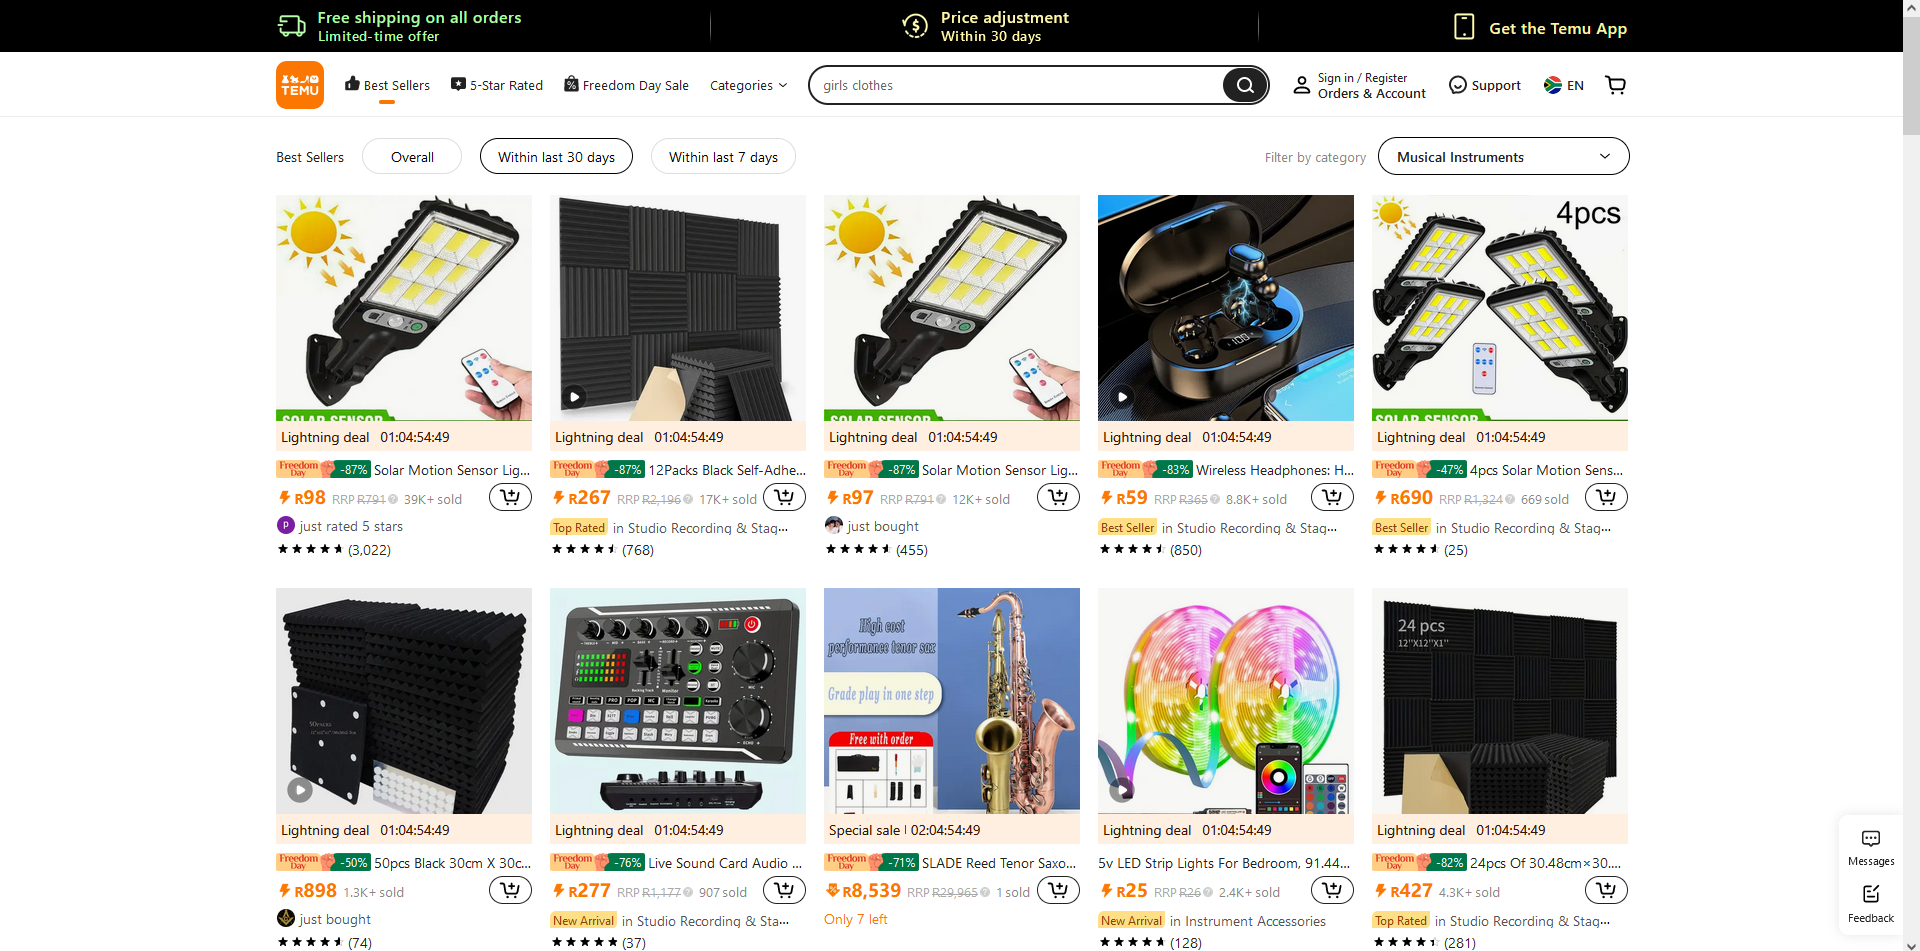 Free shipping on all orders
Limited-time offer
Price adjustment
Within 30 days
Get the Temu App
TEMU
Best Sellers
5-Star Rated
Freedom Day Sale
Categories
girls clothes
Sign in / Register
Orders & Account
Support
EN
Best Sellers
Overall
Within last 30 days
Within last 7 days
Filter by category
Musical Instruments
SOLAR SENSOR
SOLAR SENSOR
100
4pcs
SOLAR SENSOR
Lightning deal 01:04:54:49
Lightning deal 01:04:54:49
Lightning deal 01:04:54:49
Lightning deal 01:04:54:49
Lightning deal 01:04:54:49
Freedom Day -87% Solar Motion Sensor Lig...
Freedom Day -87% 12Packs Black Self-Adhe...
Freedom Day -87% Solar Motion Sensor Lig...
Freedom Day -83% Wireless Headphones: H...
Freedom Day -47% 4pcs Solar Motion Sens...
R98 RRP R791 39K+ sold
R267 RRP R2,196 17K+ sold
R97 RRP R791 12K+ sold
R59 RRP R365 8.8K+ sold
R690 RRP R1,324 669 sold
P just rated 5 stars
Top Rated in Studio Recording & Stag...
just bought
Best Seller in Studio Recording & Stag...
Best Seller in Studio Recording & Stag...
(3,022)
(768)
(455)
(850)
(25)
50PACKS
PRO
POP
MC
Monitor
MIC
ECHO
High cost
performance tenor sax
Grade play in one step
Free with order
24 pcs
12"X12"X1"
Lightning deal 01:04:54:49
Lightning deal 01:04:54:49
Special sale | 02:04:54:49
Lightning deal 01:04:54:49
Lightning deal 01:04:54:49
Freedom Day -50% 50pcs Black 30cm X 30c...
Freedom Day -76% Live Sound Card Audio ...
Freedom Day -71% SLADE Reed Tenor Saxo...
5v LED Strip Lights For Bedroom, 91.44...
Freedom Day -82% 24pcs Of 30.48cm×30....
R898 1.3K+ sold
R277 RRP R1,177 907 sold
R8,539 RRP R29,965 1 sold
R25 RRP R26 2.4K+ sold
R427 4.3K+ sold
just bought
New Arrival in Studio Recording & Sta...
Only 7 left
New Arrival in Instrument Accessories
Top Rated in Studio Recording & Stag...
(74)
(37)
(128)
(281)
Messages
Feedback